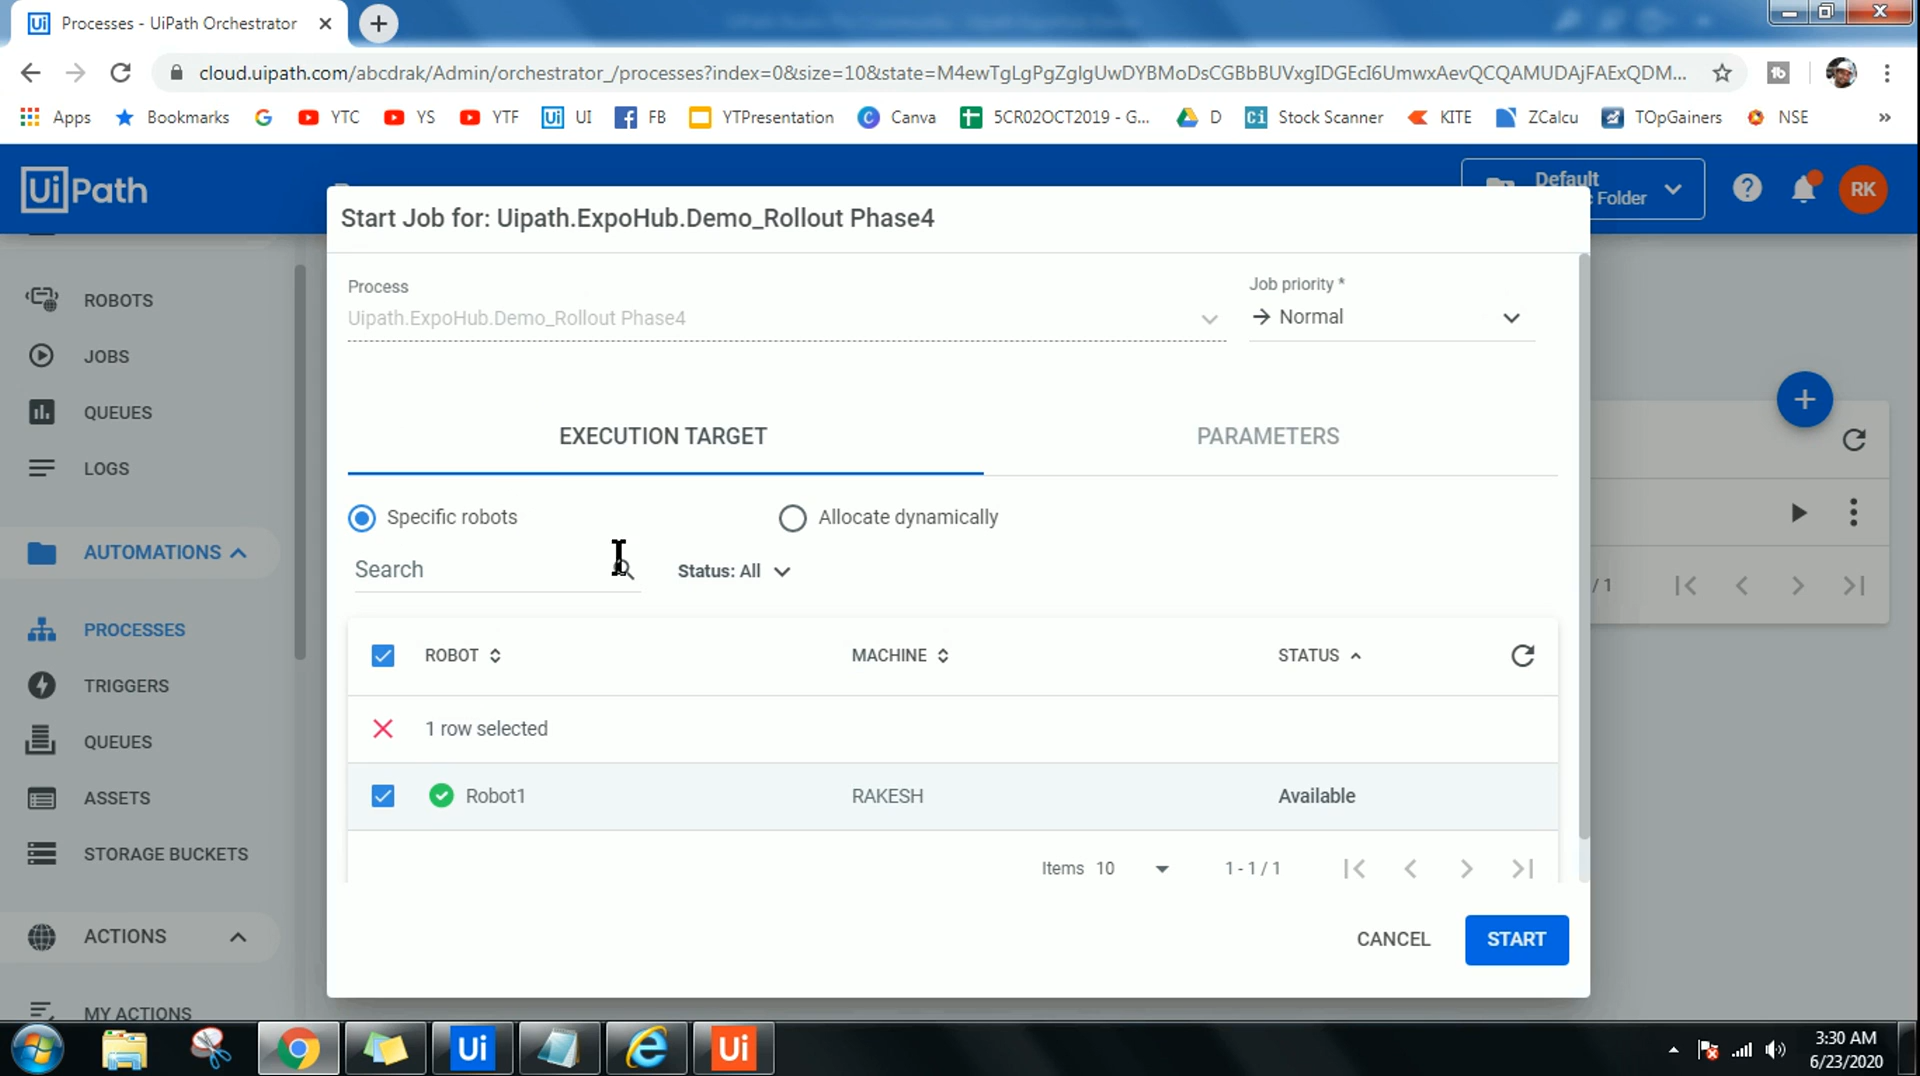 Processes - UiPath Orchestrator
cloud.uipath.com/abcdrak/Admin/orchestrator_/processes?index=0&size=10&state=M4ewTgLgPgZglgUwDYBMoDsCGBbBUVxgIDGEcI6UmwxAevQCQAMUDAjFAExQDM...
Apps Bookmarks YTC YS YTF UI FB YTPresentation Canva 5CR02OCT2019 - G... D Stock Scanner KITE ZCalcu TOpGainers NSE »
UiPath
Default
Folder
RK
Start Job for: Uipath.ExpoHub.Demo_Rollout Phase4
Process
Uipath.ExpoHub.Demo_Rollout Phase4
Job priority *
Normal
EXECUTION TARGET
PARAMETERS
Specific robots
Allocate dynamically
Search
Status: All
ROBOT MACHINE STATUS
1 row selected
Robot1 RAKESH Available
Items 10 1 - 1 / 1
CANCEL START
/ 1
ROBOTS
JOBS
QUEUES
LOGS
AUTOMATIONS
PROCESSES
TRIGGERS
QUEUES
ASSETS
STORAGE BUCKETS
ACTIONS
MY ACTIONS
Ui
Ui
3:30 AM
6/23/2020